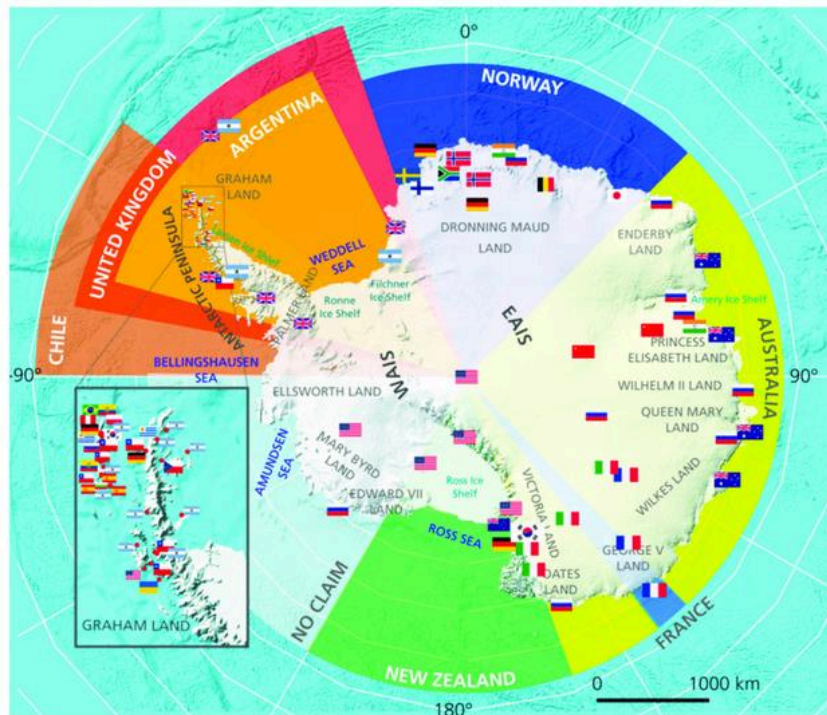 0°
NORWAY
ARGENTINA
UNITED KINGDOM
GRAHAM
LAND
CHILE
ANTARCTIC PENINSULA
Larsen Ice Shelf
WEDDELL
SEA
PALMER LAND
Filchner
Ice Shelf
Ronne
Ice Shelf
DRONNING MAUD
LAND
ENDERBY
LAND
EAIS
WAIS
Amery Ice Shelf
PRINCESS
ELISABETH LAND
AUSTRALIA
-90°
90°
BELLINGSHAUSEN
SEA
ELLSWORTH LAND
WILHELM II LAND
QUEEN MARY
LAND
AMUNDSEN
SEA
MARY BYRD
LAND
EDWARD VII
LAND
Ross Ice
Shelf
ROSS SEA
VICTORIA LAND
WILKES LAND
GEORGE V
LAND
OATES
LAND
NO CLAIM
FRANCE
NEW ZEALAND
GRAHAM LAND
0
1000 km
180°